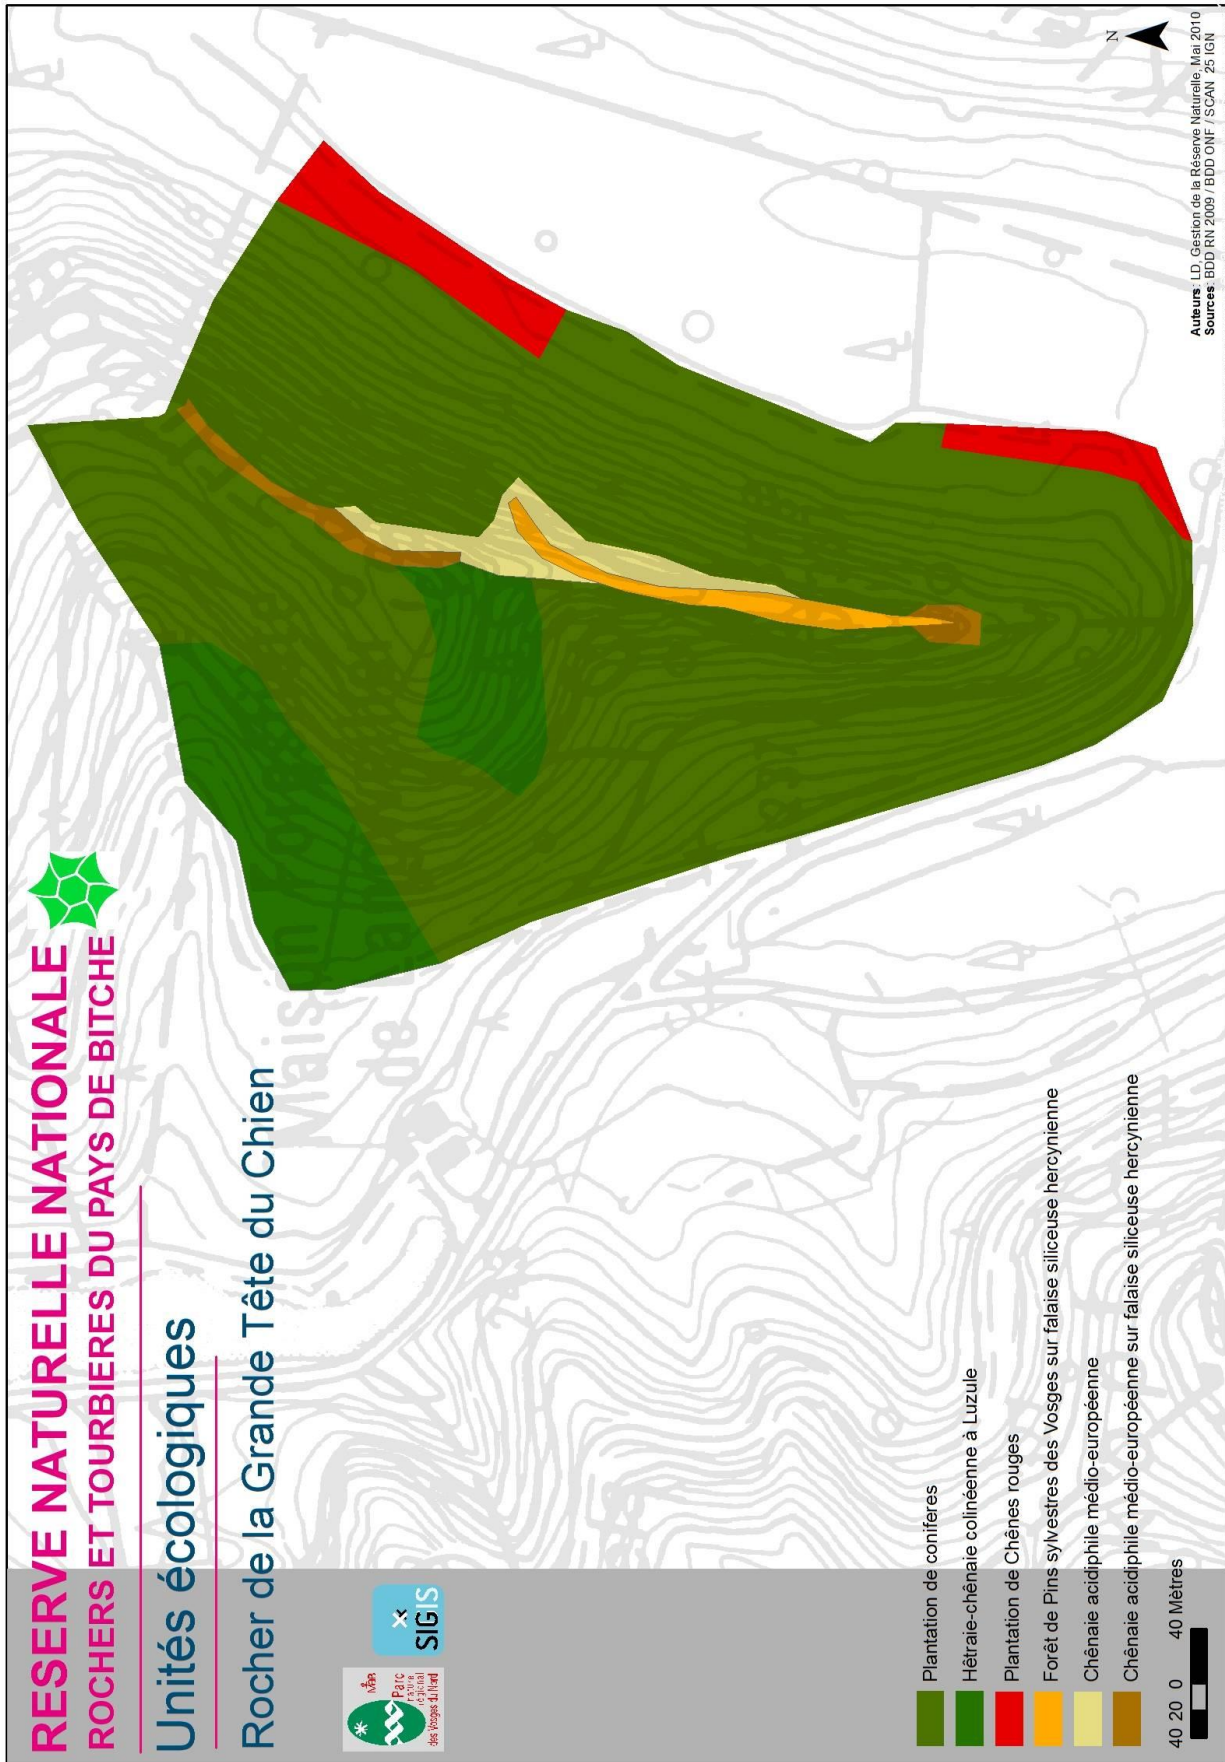 RESERVE NATURELLE NATIONALE
ROCHERS ET TOURBIERES DU PAYS DE BITCHE
Unités écologiques
Rocher de la Grande Tête du Chien
Parc
naturel
régional
des Vosges du Nord
SIGIS
Maison
de
Plantation de coniferes
Hêtraie-chênaie colinéenne à Luzule
Plantation de Chênes rouges
Forêt de Pins sylvestres des Vosges sur falaise siliceuse hercynienne
Chênaie acidiphile médio-européenne
Chênaie acidiphile médio-européenne sur falaise siliceuse hercynienne
40 20 0 40 Mètres
N
Auteurs: LD, Gestion de la Réserve Naturelle, Mai 2010
Sources: BDD RN 2009 / BDD ONF / SCAN 25 IGN